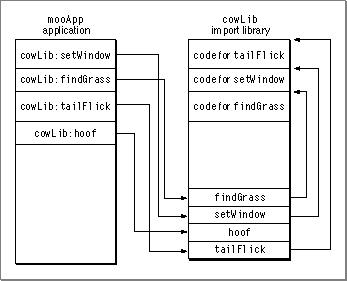 mooApp
application
cowLib:setWindow
cowLib:findGrass
cowLib:tailFlick
cowLib:hoof
cowLib
import library
codefortailFlick
codeforsetWindow
codeforfindGrass
findGrass
setWindow
hoof
tailFlick